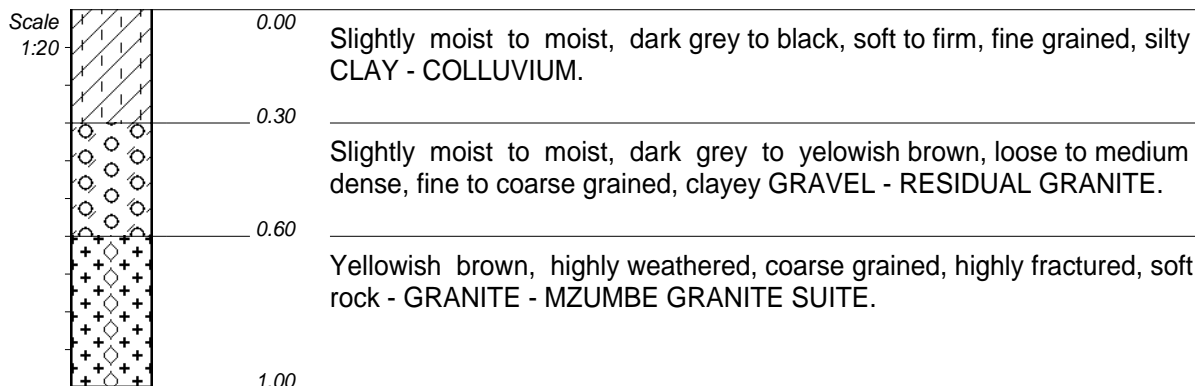 Scale
1:20
0.00
Slightly moist to moist, dark grey to black, soft to firm, fine grained, silty
CLAY - COLLUVIUM.
0.30
Slightly moist to moist, dark grey to yelowish brown, loose to medium
dense, fine to coarse grained, clayey GRAVEL - RESIDUAL GRANITE.
0.60
Yellowish brown, highly weathered, coarse grained, highly fractured, soft
rock - GRANITE - MZUMBE GRANITE SUITE.
1.00